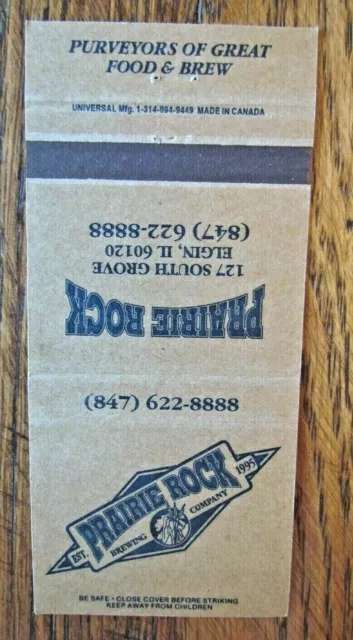 PURVEYORS OF GREAT
FOOD & BREW
UNIVERSAL Mfg. 1-314-994-9449 MADE IN CANADA
PRAIRIE ROCK
127 SOUTH GROVE
ELGIN, IL 60120
(847) 622-8888
(847) 622-8888
PRAIRIE ROCK
EST. 1995
BREWING COMPANY
BE SAFE • CLOSE COVER BEFORE STRIKING
KEEP AWAY FROM CHILDREN